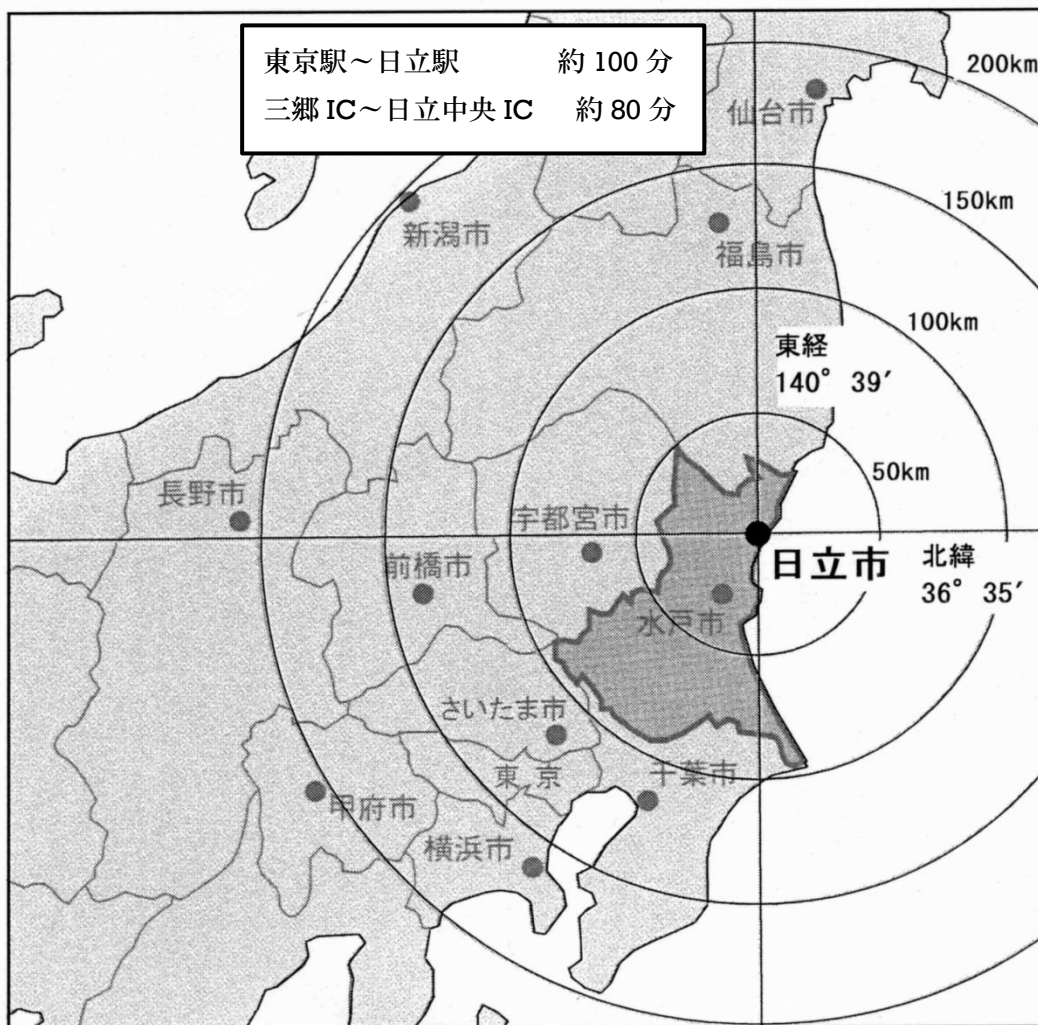 東京駅～日立駅 約 100 分
三郷 IC～日立中央 IC 約 80 分
200km
仙台市
150km
新潟市
福島市
100km
東経
140° 39′
50km
長野市
宇都宮市
日立市
北緯
36° 35′
前橋市
水戸市
さいたま市
東京
千葉市
甲府市
横浜市